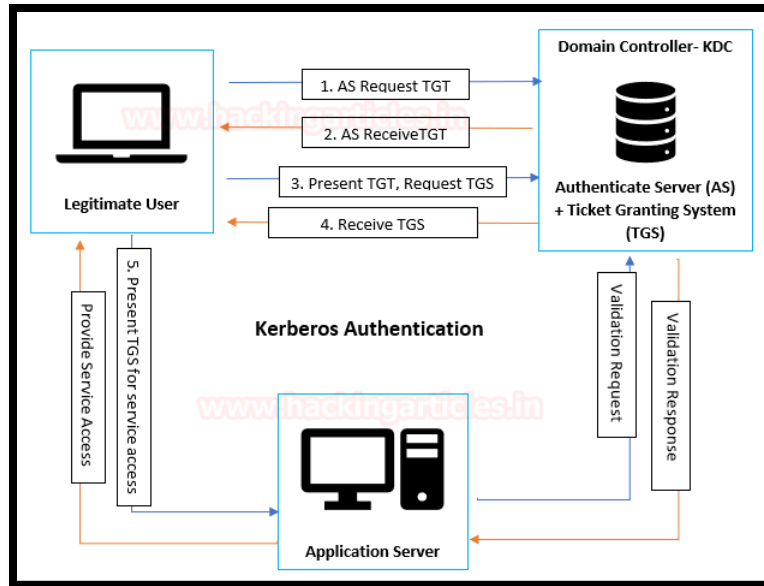 Domain Controller- KDC
1. AS Request TGT
www.hackingarticles.in
2. AS ReceiveTGT
3. Present TGT, Request TGS
4. Receive TGS
Legitimate User
Authenticate Server (AS)
+ Ticket Granting System
(TGS)
Provide Service
Access
5. Present TGS for service
access
Kerberos Authentication
Validation
Request
Validation
Response
www.hackingarticles.in
Application Server